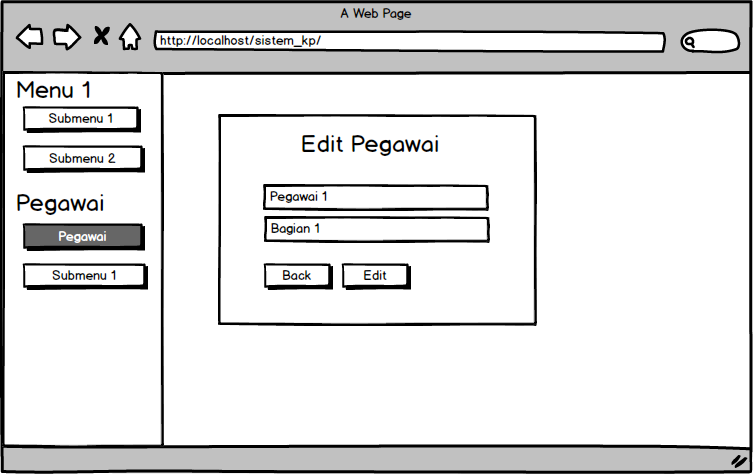 A Web Page
http://localhost/sistem_kp/
Menu 1
Submenu 1
Submenu 2
Pegawai
Pegawai
Submenu 1
Edit Pegawai
Pegawai 1
Bagian 1
Back
Edit